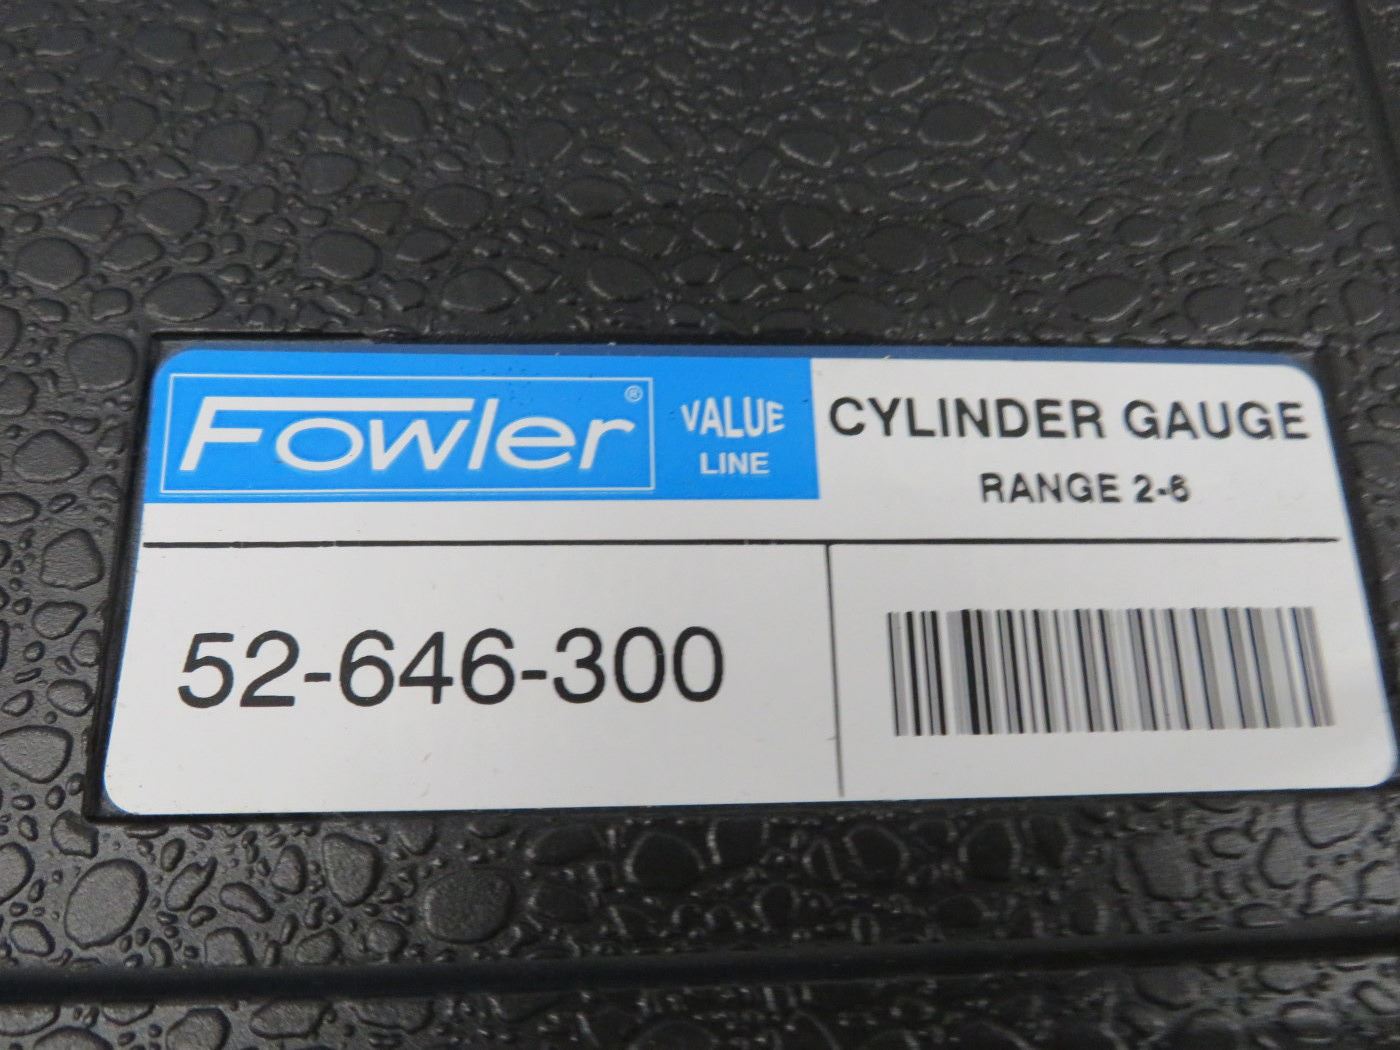 Fowler®
VALUE
LINE
CYLINDER GAUGE
RANGE 2-6
52-646-300